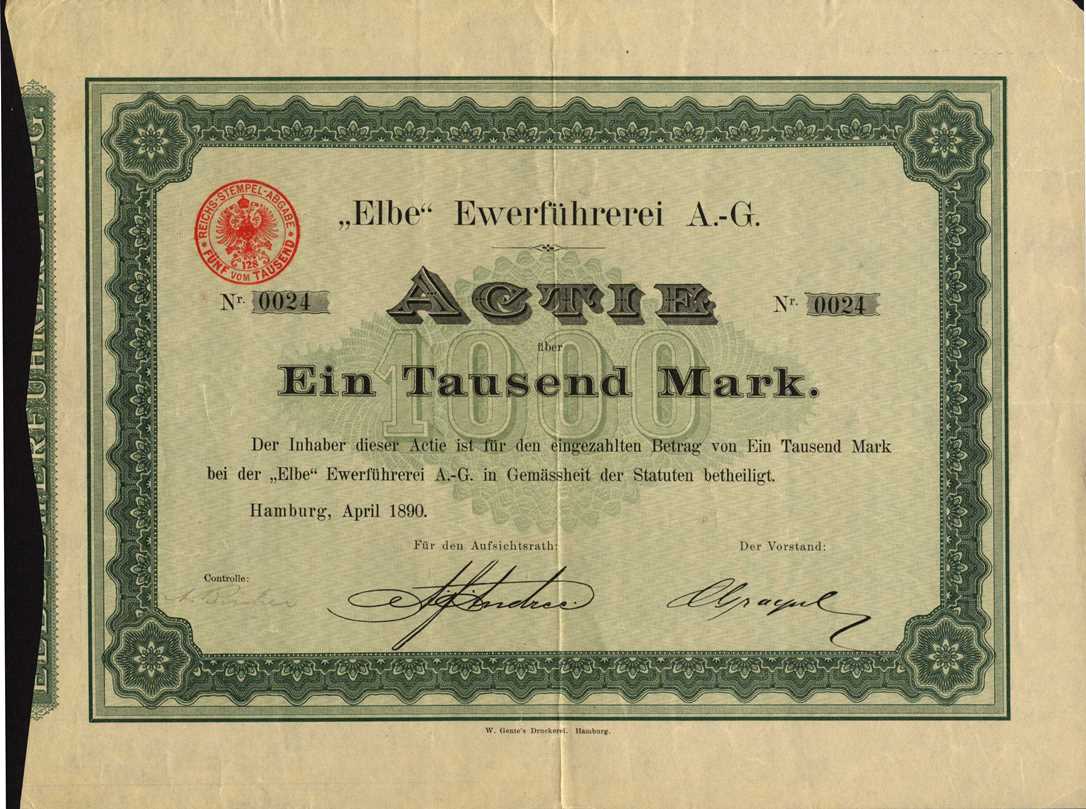 „Elbe“ Ewerführerei A.-G.
REICHS-STEMPEL-ABGABE
128
FÜNF VOM TAUSEND
Nr. 0024
ACTIE
Nr. 0024
über
1000
Ein Tausend Mark.
Der Inhaber dieser Actie ist für den eingezahlten Betrag von Ein Tausend Mark
bei der „Elbe“ Ewerführerei A.-G. in Gemässheit der Statuten betheiligt.
Hamburg, April 1890.
Für den Aufsichtsrath:
Der Vorstand:
Controlle:
W. Gente's Druckerei. Hamburg.